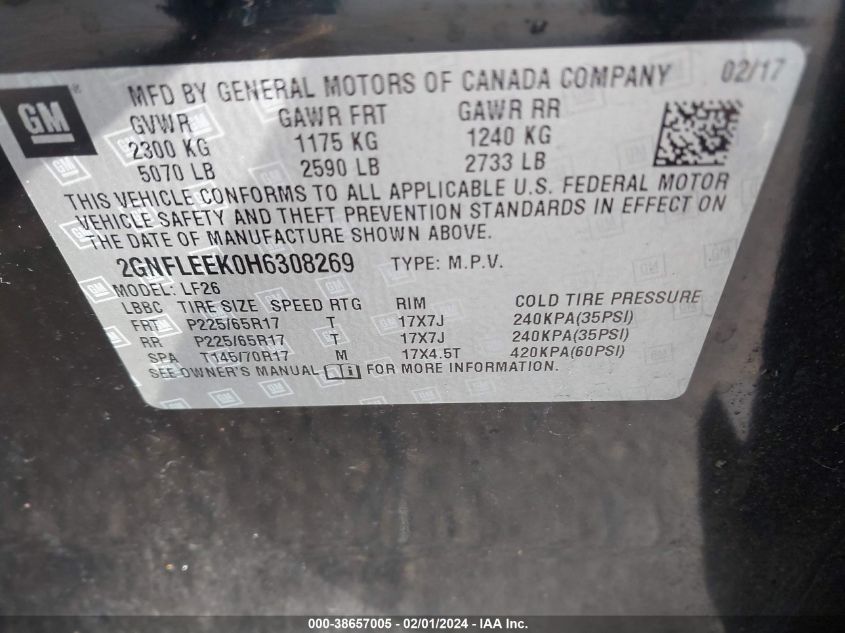 GM ®
MFD BY GENERAL MOTORS OF CANADA COMPANY 02/17
GVWR GAWR FRT GAWR RR
2300 KG 1175 KG 1240 KG
5070 LB 2590 LB 2733 LB
THIS VEHICLE CONFORMS TO ALL APPLICABLE U.S. FEDERAL MOTOR
VEHICLE SAFETY AND THEFT PREVENTION STANDARDS IN EFFECT ON
THE DATE OF MANUFACTURE SHOWN ABOVE.
2GNFLEEK0H6308269 TYPE: M.P.V.
MODEL: LF26
LBBC TIRE SIZE SPEED RTG RIM COLD TIRE PRESSURE
FRT P225/65R17 T 17X7J 240KPA(35PSI)
RR P225/65R17 T 17X7J 240KPA(35PSI)
SPA T145/70R17 M 17X4.5T 420KPA(60PSI)
SEE OWNER'S MANUAL FOR MORE INFORMATION.
000-38657005 - 02/01/2024 - IAA Inc.